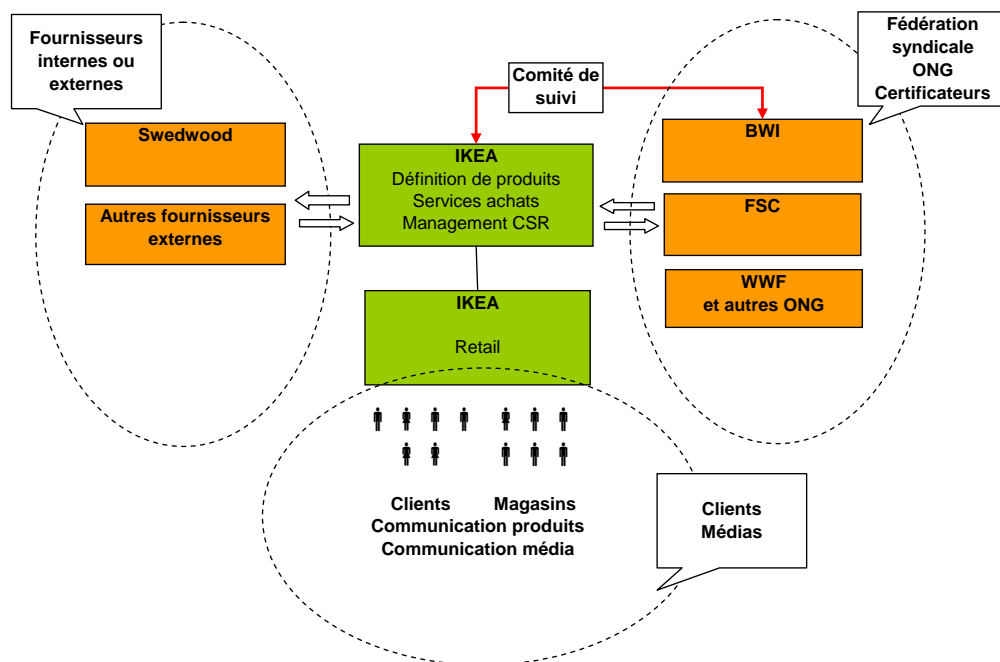 Fournisseurs
internes ou
externes
Comité de
suivi
Fédération
syndicale
ONG
Certificateurs
Swedwood
Autres fournisseurs
externes
IKEA
Définition de produits
Services achats
Management CSR
BWI
FSC
WWF
et autres ONG
IKEA
Retail
Clients Magasins
Communication produits
Communication média
Clients
Médias